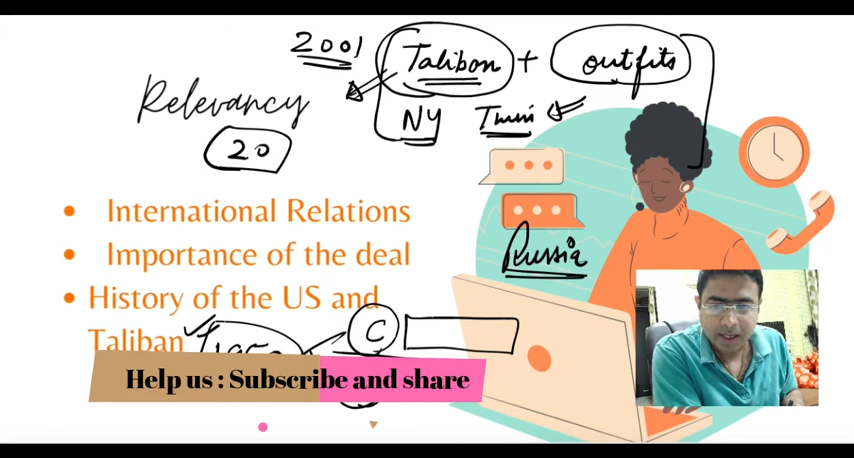 2001 Talibon + outfits
Relevancy
NY Twin
20
• International Relations
• Importance of the deal
Russia
• History of the US and
Taliban
C
Help us : Subscribe and share